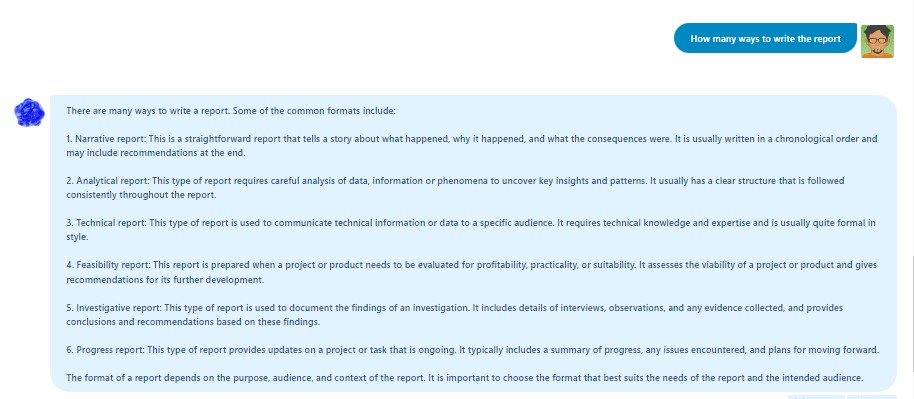 How many ways to write the report
There are many ways to write a report. Some of the common formats include:
1. Narrative report: This is a straightforward report that tells a story about what happened, why it happened, and what the consequences were. It is usually written in a chronological order and
may include recommendations at the end.
2. Analytical report: This type of report requires careful analysis of data, information or phenomena to uncover key insights and patterns. It usually has a clear structure that is followed
consistently throughout the report.
3. Technical report: This type of report is used to communicate technical information or data to a specific audience. It requires technical knowledge and expertise and is usually quite formal in
style.
4. Feasibility report: This report is prepared when a project or product needs to be evaluated for profitability, practicality, or suitability. It assesses the viability of a project or product and gives
recommendations for its further development.
5. Investigative report: This type of report is used to document the findings of an investigation. It includes details of interviews, observations, and any evidence collected, and provides
conclusions and recommendations based on these findings.
6. Progress report: This type of report provides updates on a project or task that is ongoing. It typically includes a summary of progress, any issues encountered, and plans for moving forward.
The format of a report depends on the purpose, audience, and context of the report. It is important to choose the format that best suits the needs of the report and the intended audience.